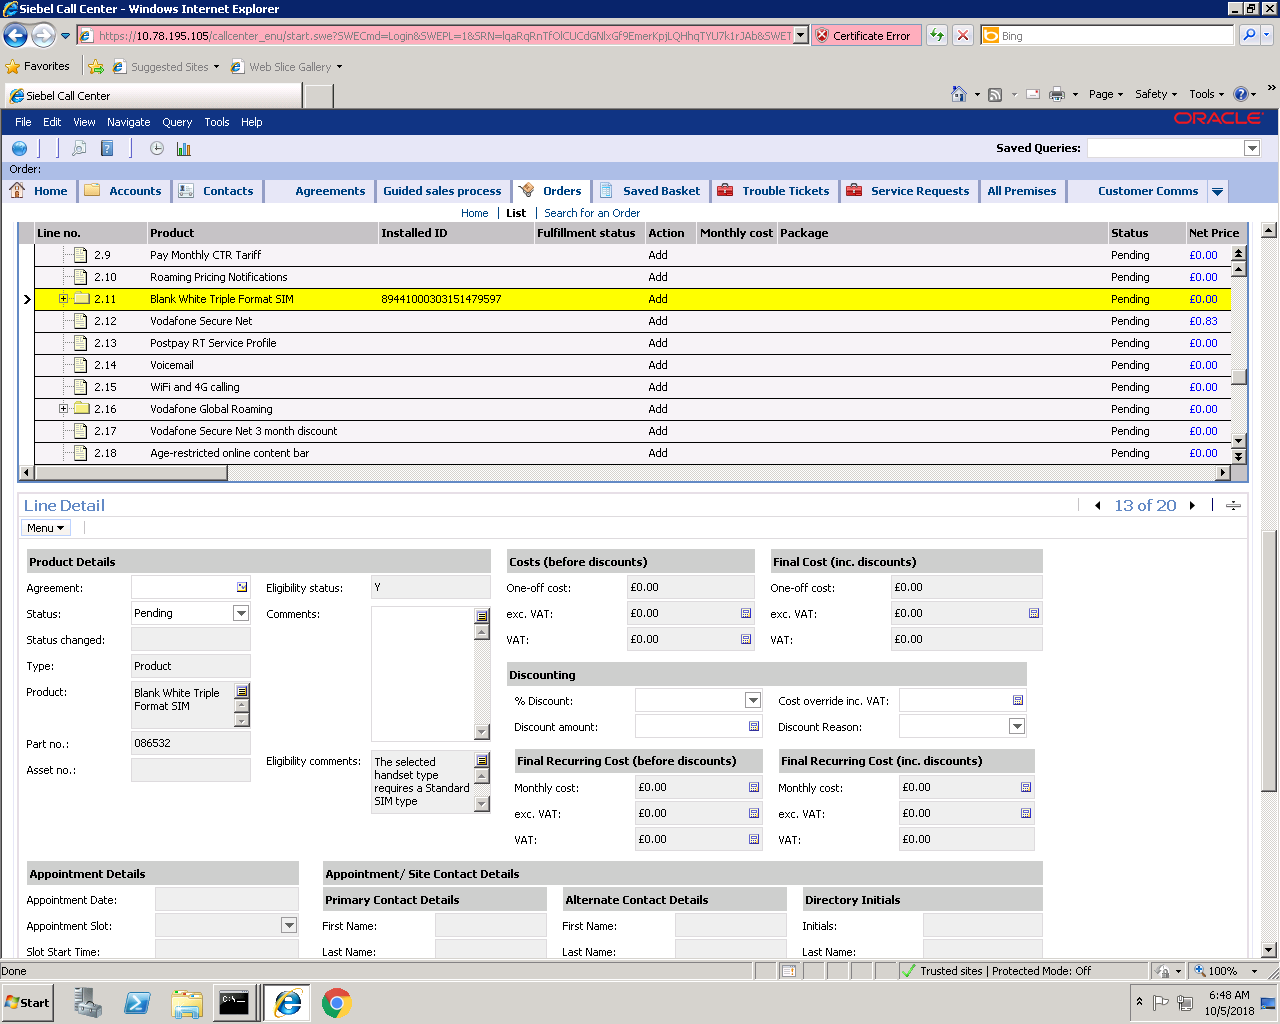 Siebel Call Center - Windows Internet Explorer
https://10.78.195.105/callcenter_enu/start.swe?SWECmd=Login&SWEPL=1&SRN= Certificate Error Bing
Favorites Suggested Sites Web Slice Gallery
Siebel Call Center Page Safety Tools »
File Edit View Navigate Query Tools Help ORACLE
Saved Queries:
Order:
Home Accounts Contacts Agreements Guided sales process Orders Saved Basket Trouble Tickets Service Requests All Premises Customer Comms
Home | List | Search for an Order
Line no. Product Installed ID Fulfillment status Action Monthly cost Package Status Net Price
2.9 Pay Monthly CTR Tariff Add Pending £0.00
2.10 Roaming Pricing Notifications Add Pending £0.00
2.11 Blank White Triple Format SIM 89441000303151479597 Add Pending £0.00
2.12 Vodafone Secure Net Add Pending £0.83
2.13 Postpay RT Service Profile Add Pending £0.00
2.14 Voicemail Add Pending £0.00
2.15 WiFi and 4G calling Add Pending £0.00
2.16 Vodafone Global Roaming Add Pending £0.00
2.17 Vodafone Secure Net 3 month discount Add Pending £0.00
2.18 Age-restricted online content bar Add Pending £0.00
Line Detail 13 of 20
Menu
Product Details Costs (before discounts) Final Cost (inc. discounts)
Agreement: Eligibility status: Y One-off cost: £0.00 One-off cost: £0.00
Status: Pending Comments: exc. VAT: £0.00 exc. VAT: £0.00
Status changed: VAT: £0.00 VAT: £0.00
Type: Product Discounting
Product: Blank White Triple % Discount: Cost override inc. VAT:
Format SIM
Discount amount: Discount Reason:
Part no.: 086532
Eligibility comments: The selected Final Recurring Cost (before discounts) Final Recurring Cost (inc. discounts)
Asset no.: handset type
requires a Standard Monthly cost: £0.00 Monthly cost: £0.00
SIM type
exc. VAT: £0.00 exc. VAT: £0.00
VAT: £0.00 VAT: £0.00
Appointment Details Appointment/ Site Contact Details
Appointment Date: Primary Contact Details Alternate Contact Details Directory Initials
Appointment Slot: First Name: First Name: Initials:
Slot Start Time: Last Name: Last Name: Last Name:
Done Trusted sites | Protected Mode: Off 100%
Start 6:48 AM
10/5/2018